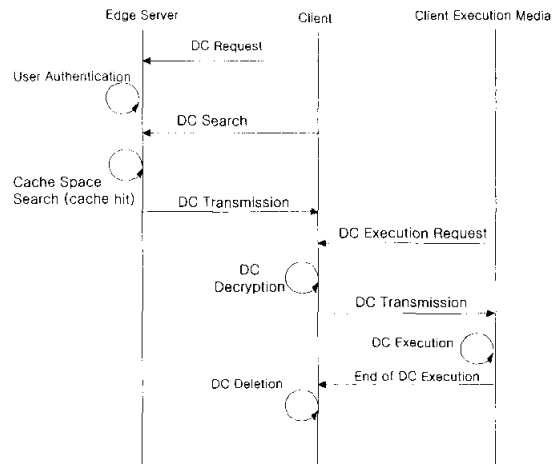 Edge Server
Client
Client Execution Media
DC Request
User Authentication
DC Search
Cache Space
Search (cache hit)
DC Transmission
DC Execution Request
DC
Decryption
DC Transmission
DC Execution
End of DC Execution
DC Deletion